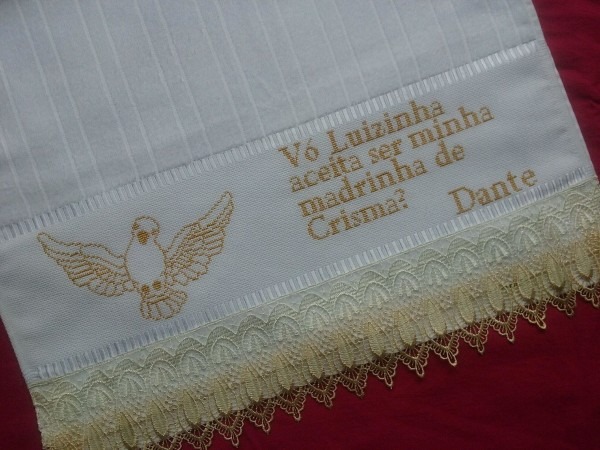 Vó Luizinha
aceita ser minha
madrinha de
Crisma? Dante